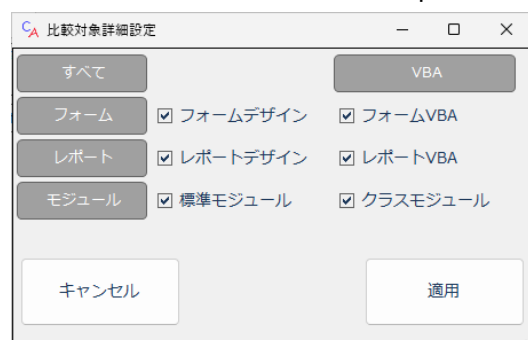 CA 比較対象詳細設定
すべて VBA
フォーム フォームデザイン フォームVBA
レポート レポートデザイン レポートVBA
モジュール 標準モジュール クラスモジュール
キャンセル 適用